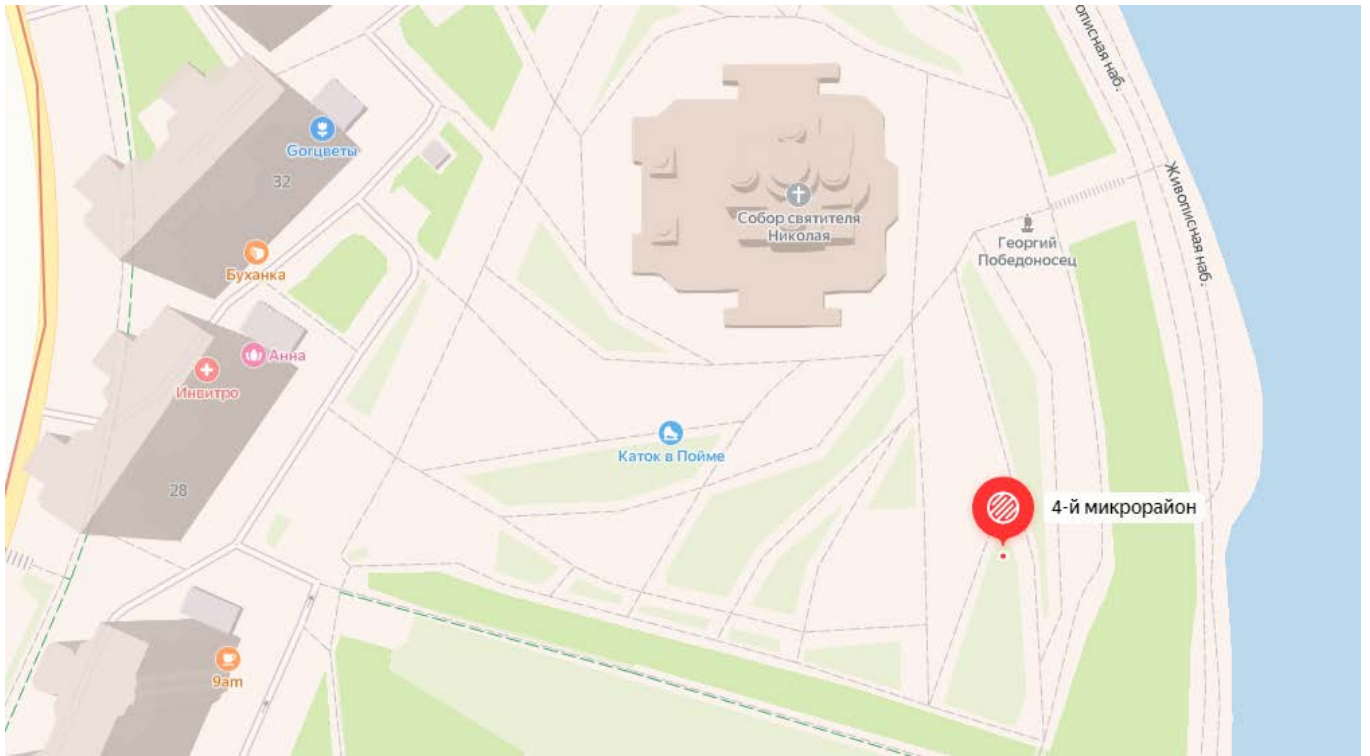 описная наб.
Gorцветы
32
Живописная наб.
Собор святителя
Николая
Георгий
Победоносец
Буханка
Анна
Инвитро
Каток в Пойме
28
4-й микрорайон
9am